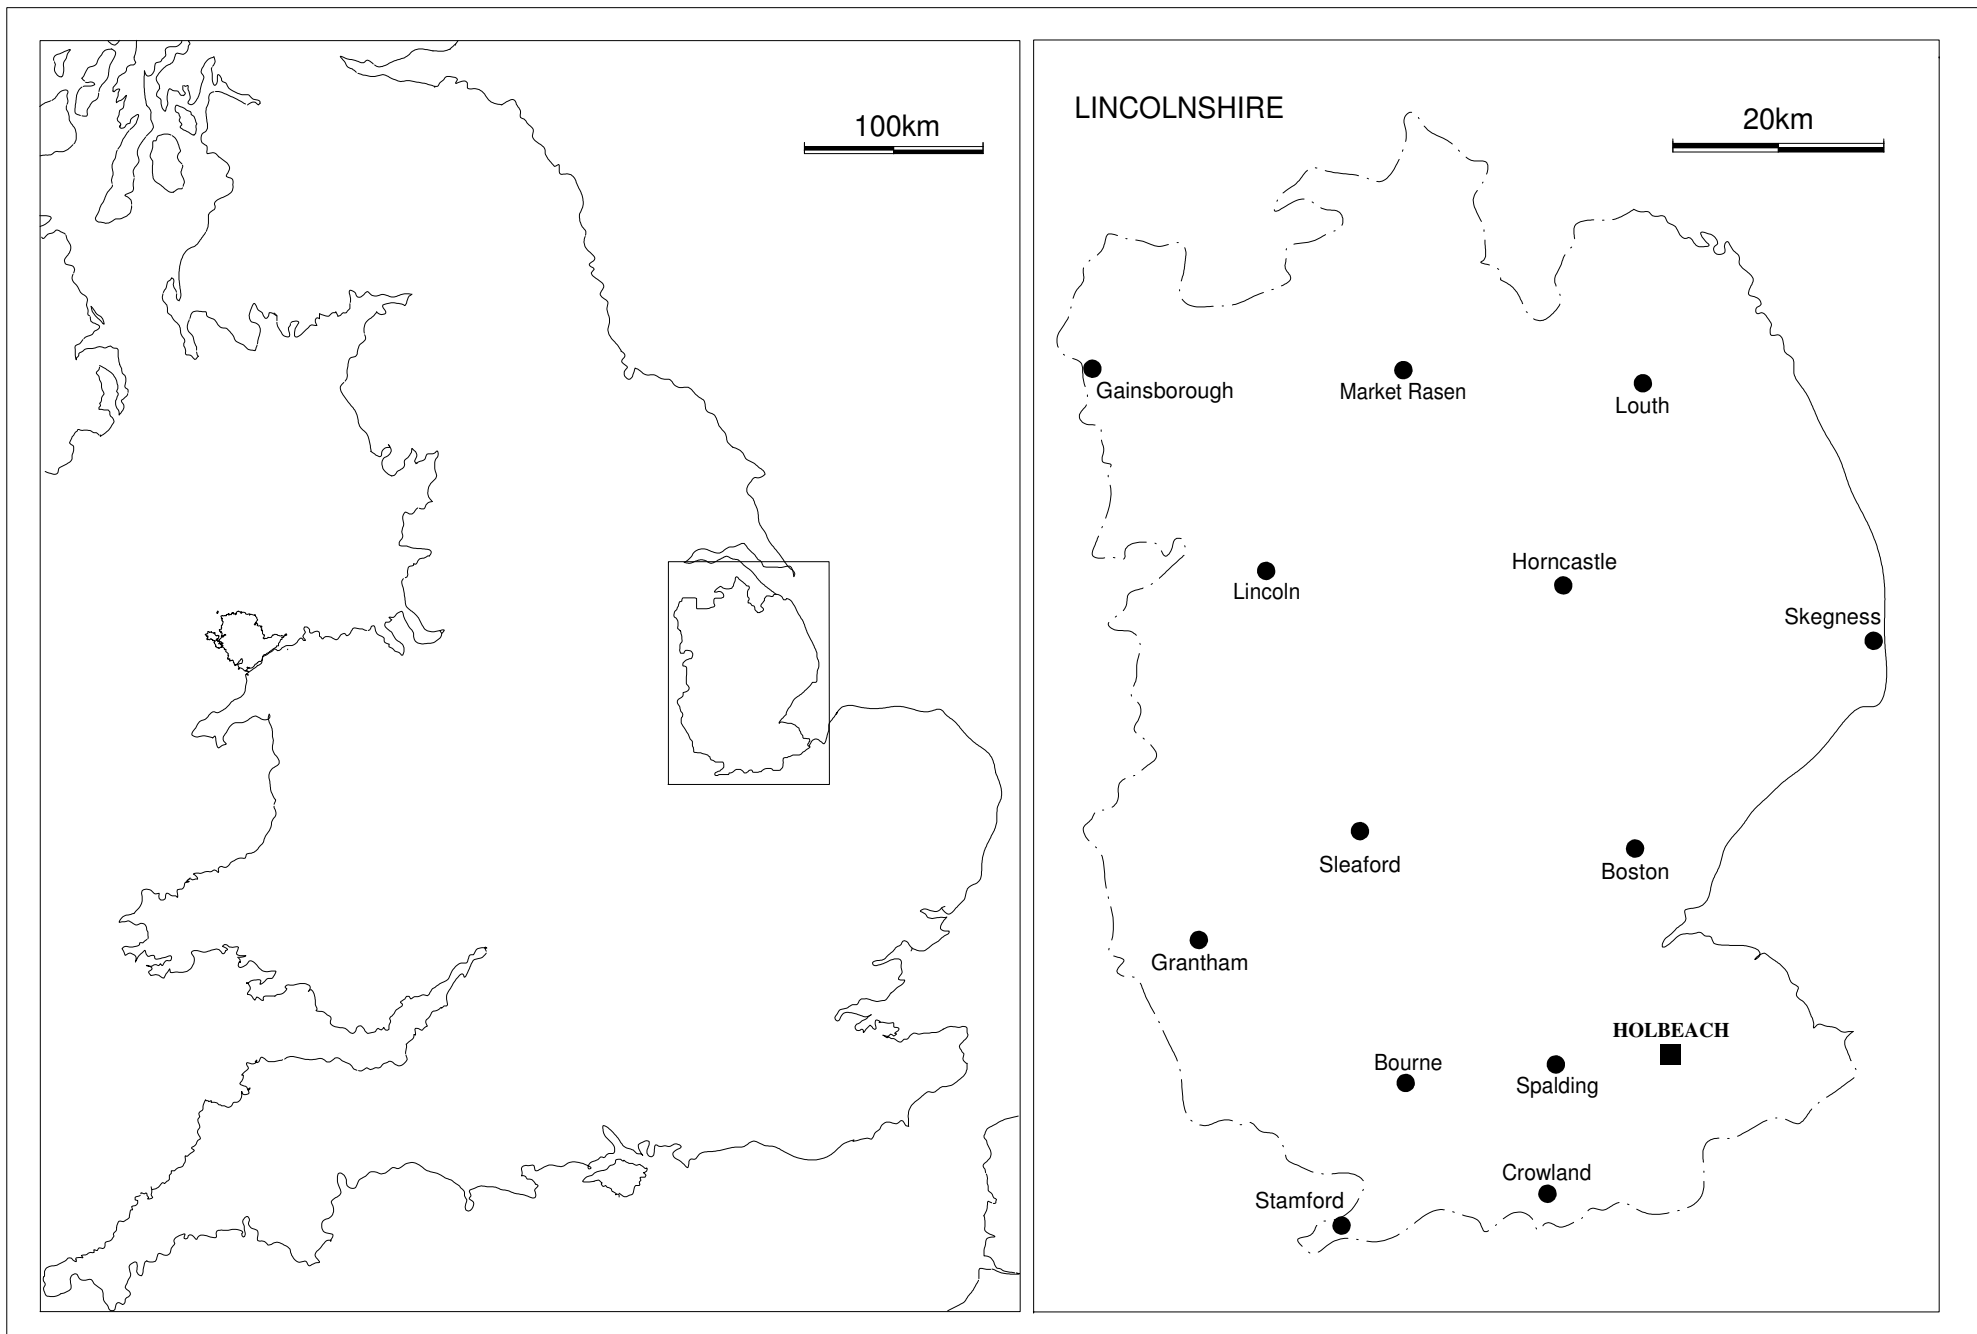 100km
LINCOLNSHIRE
20km
Gainsborough
Market Rasen
Louth
Horncastle
Lincoln
Skegness
Sleaford
Boston
Grantham
HOLBEACH
Bourne
Spalding
Crowland
Stamford